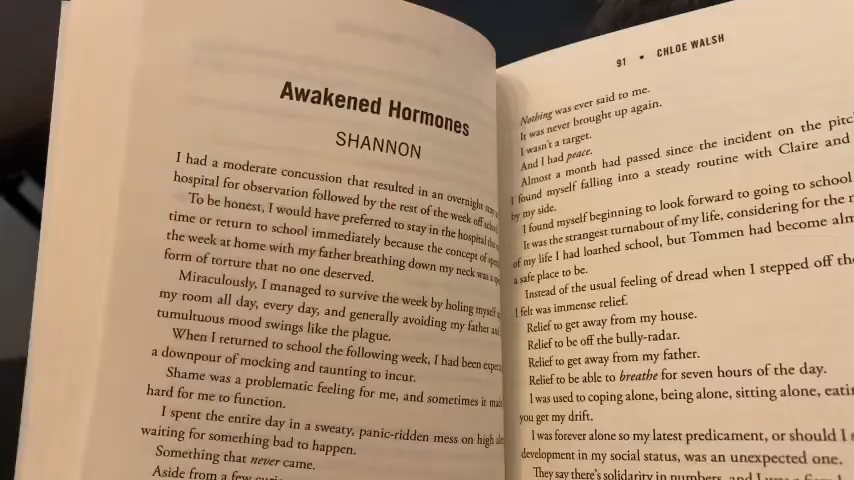 Awakened Hormones
SHANNON
I had a moderate concussion that resulted in an overnight stay
hospital for observation followed by the rest of the week off school
To be honest, I would have preferred to stay in the hospital the
time or return to school immediately because the concept of
the week at home with my father breathing down my neck was a
form of torture that no one deserved.
Miraculously, I managed to survive the week by holing myself
my room all day, every day, and generally avoiding my father and
tumultuous mood swings like the plague.
When I returned to school the following week, I had been
a downpour of mocking and taunting to incur.
Shame was a problematic feeling for me, and sometimes it made
hard for me to function.
I spent the entire day in a sweaty, panic-ridden mess on high
waiting for something bad to happen.
Something that never came.
Aside from a few
91 • CHLOE WALSH
Nothing was ever said to me.
It was never brought up again.
I wasn't a target.
And I had peace.
Almost a month had passed since the incident on the pitch
I found myself falling into a steady routine with Claire and
by my side.
I found myself beginning to look forward to going to school
It was the strangest turnabout of my life, considering for the
of my life I had loathed school, but Tommen had become
a safe place to be.
Instead of the usual feeling of dread when I stepped off the
I felt was immense relief.
Relief to get away from my house.
Relief to be off the bully-radar.
Relief to get away from my father.
Relief to be able to breathe for seven hours of the day.
I was used to coping alone, being alone, sitting alone,
you get my drift.
I was forever alone so my latest predicament, or should I
development in my social status, was an unexpected one.
They say there's solidarity in numbers, and I